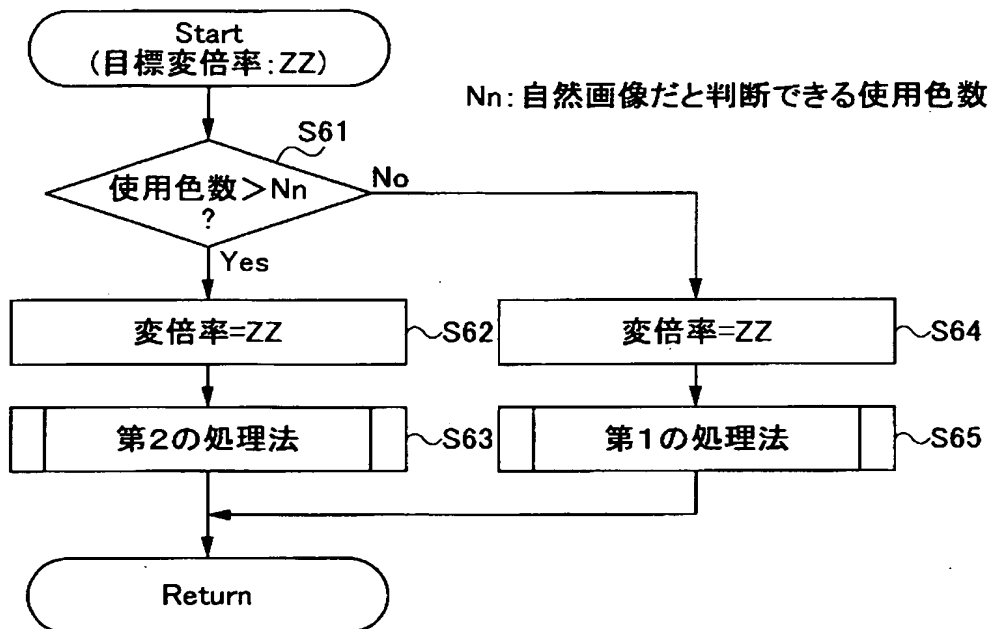 Start
(目標変倍率:ZZ)
Nn:自然画像だと判断できる使用色数
S61
使用色数>Nn
?
No
Yes
変倍率=ZZ
S62
変倍率=ZZ
S64
第2の処理法
S63
第1の処理法
S65
Return